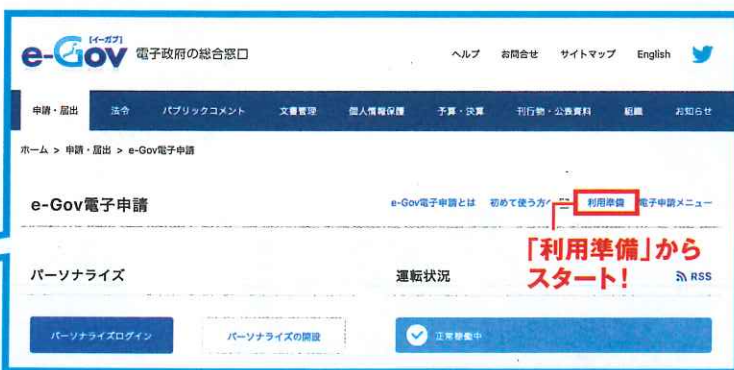 [イーガブ]
e-Gov 電子政府の総合窓口
ヘルプ お問合せ サイトマップ English
申請・届出 法令 パブリックコメント 文書管理 個人情報保護 予算・決算 刊行物・公表資料 組織 お知らせ
ホーム > 申請・届出 > e-Gov電子申請
e-Gov電子申請
e-Gov電子申請とは 初めて使う方へ 利用準備 電子申請メニュー
「利用準備」から
スタート!
パーソナライズ
運転状況 RSS
パーソナライズログイン パーソナライズの開設
正常稼働中